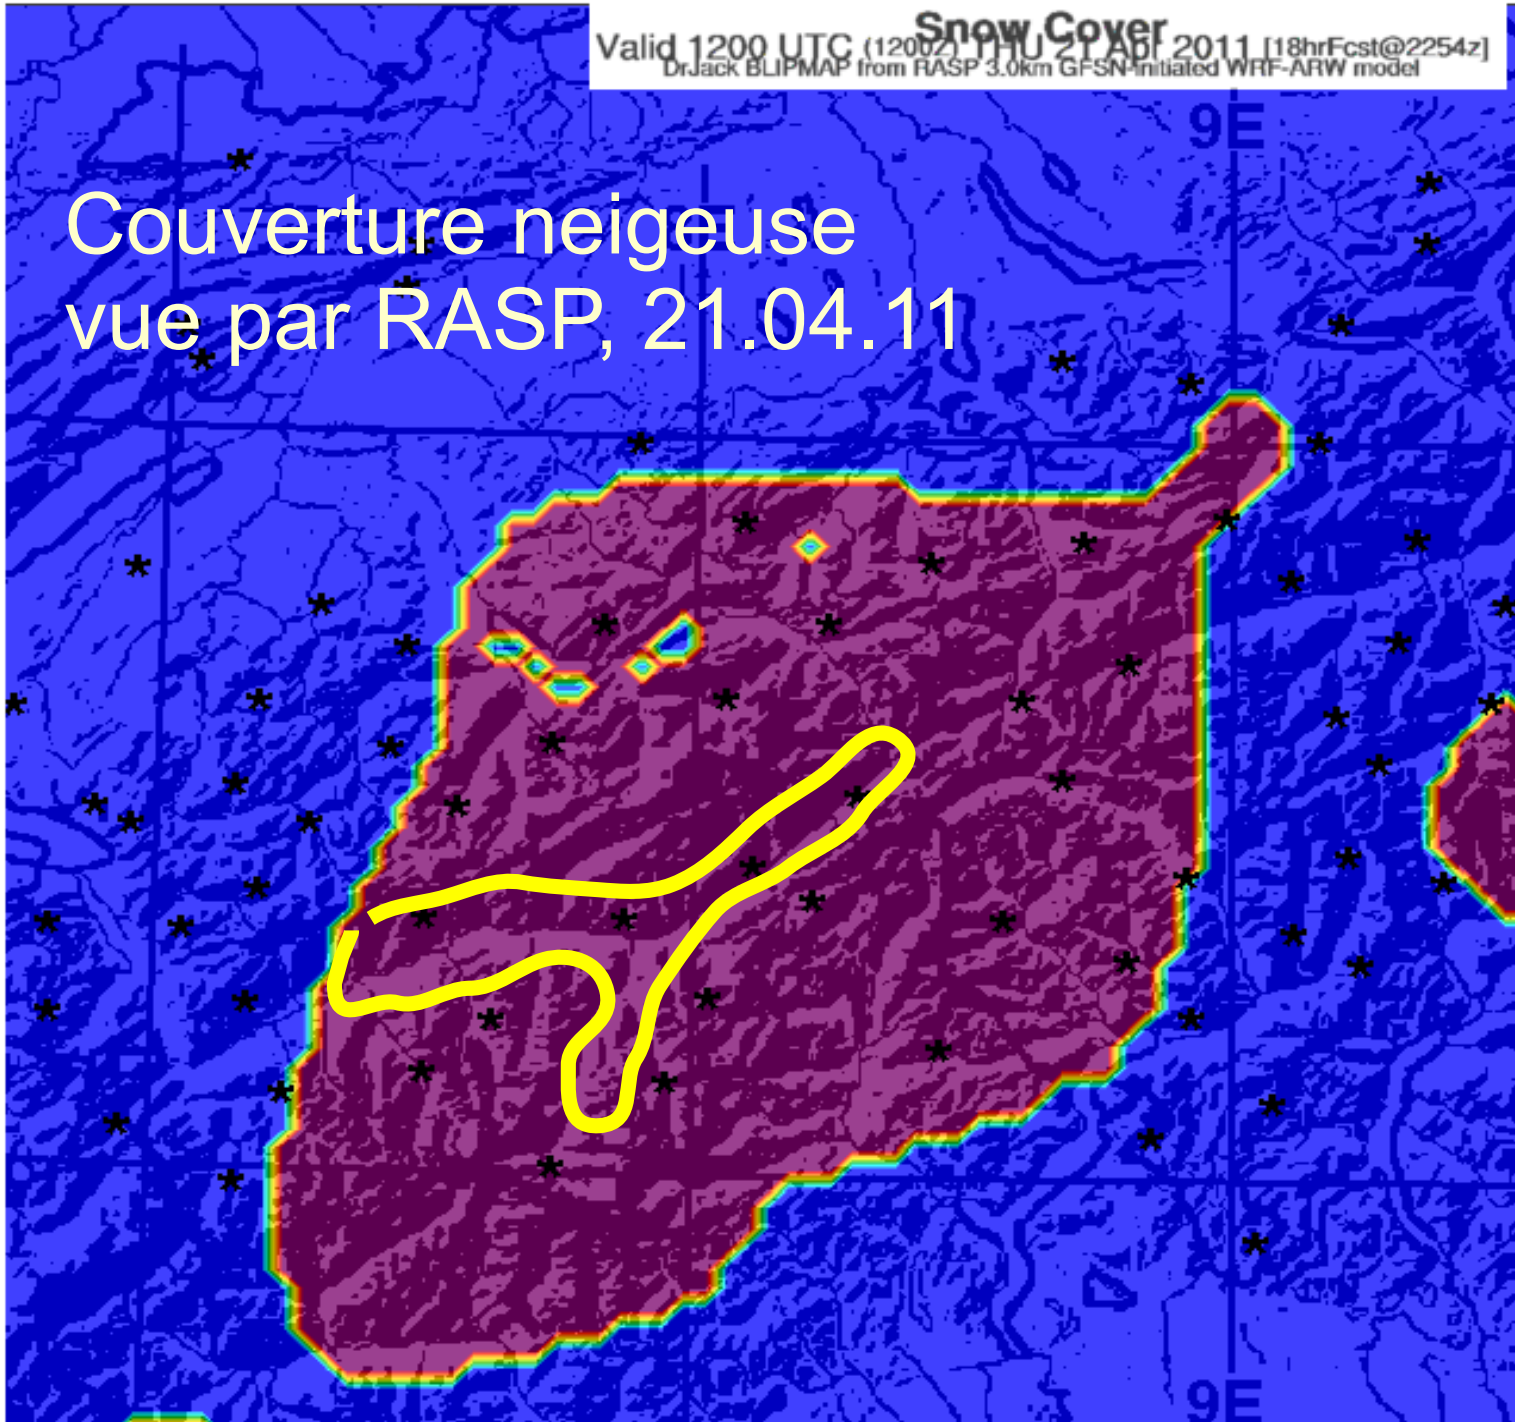 Snow Cover
Valid 1200 UTC (1200Z) THU 21 Apr 2011 [18hrFcst@2254z]
DrJack BLIPMAP from RASP 3.0km GFSN-initiated WRF-ARW model
9E
Couverture neigeuse
vue par RASP, 21.04.11
9E